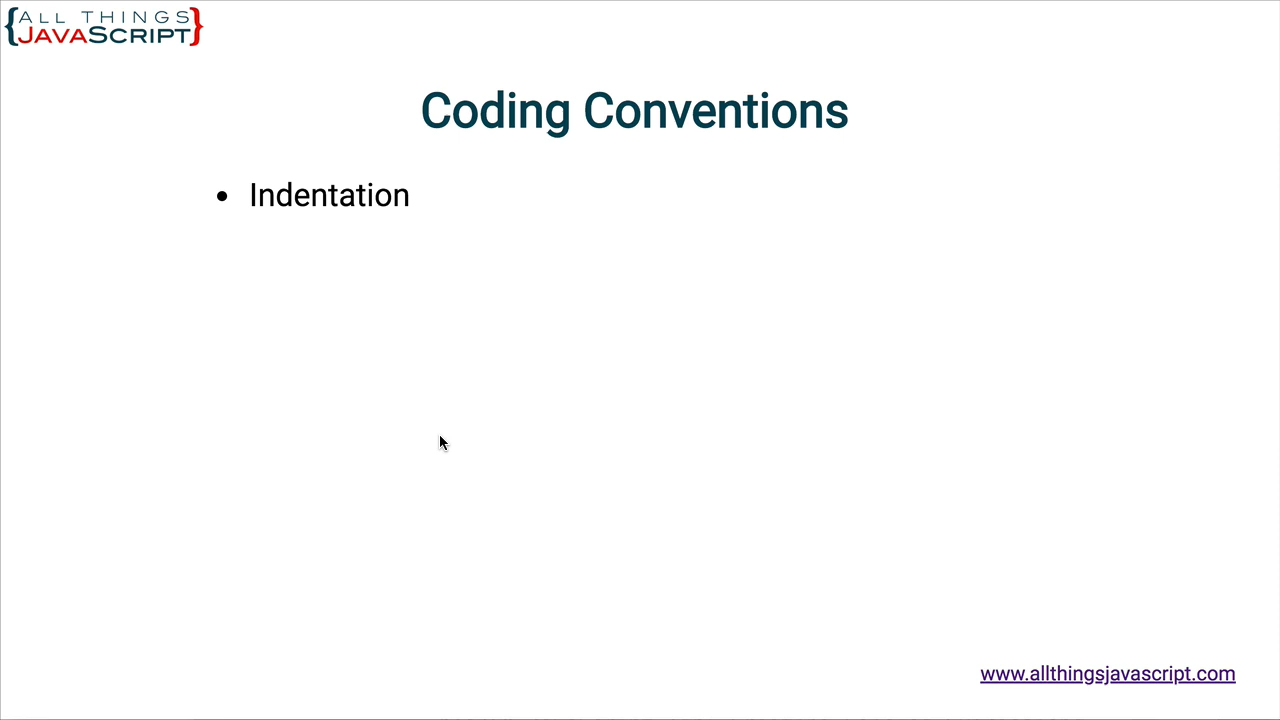 {ALL THINGS
JAVASCRIPT}
Coding Conventions
• Indentation
www.allthingsjavascript.com